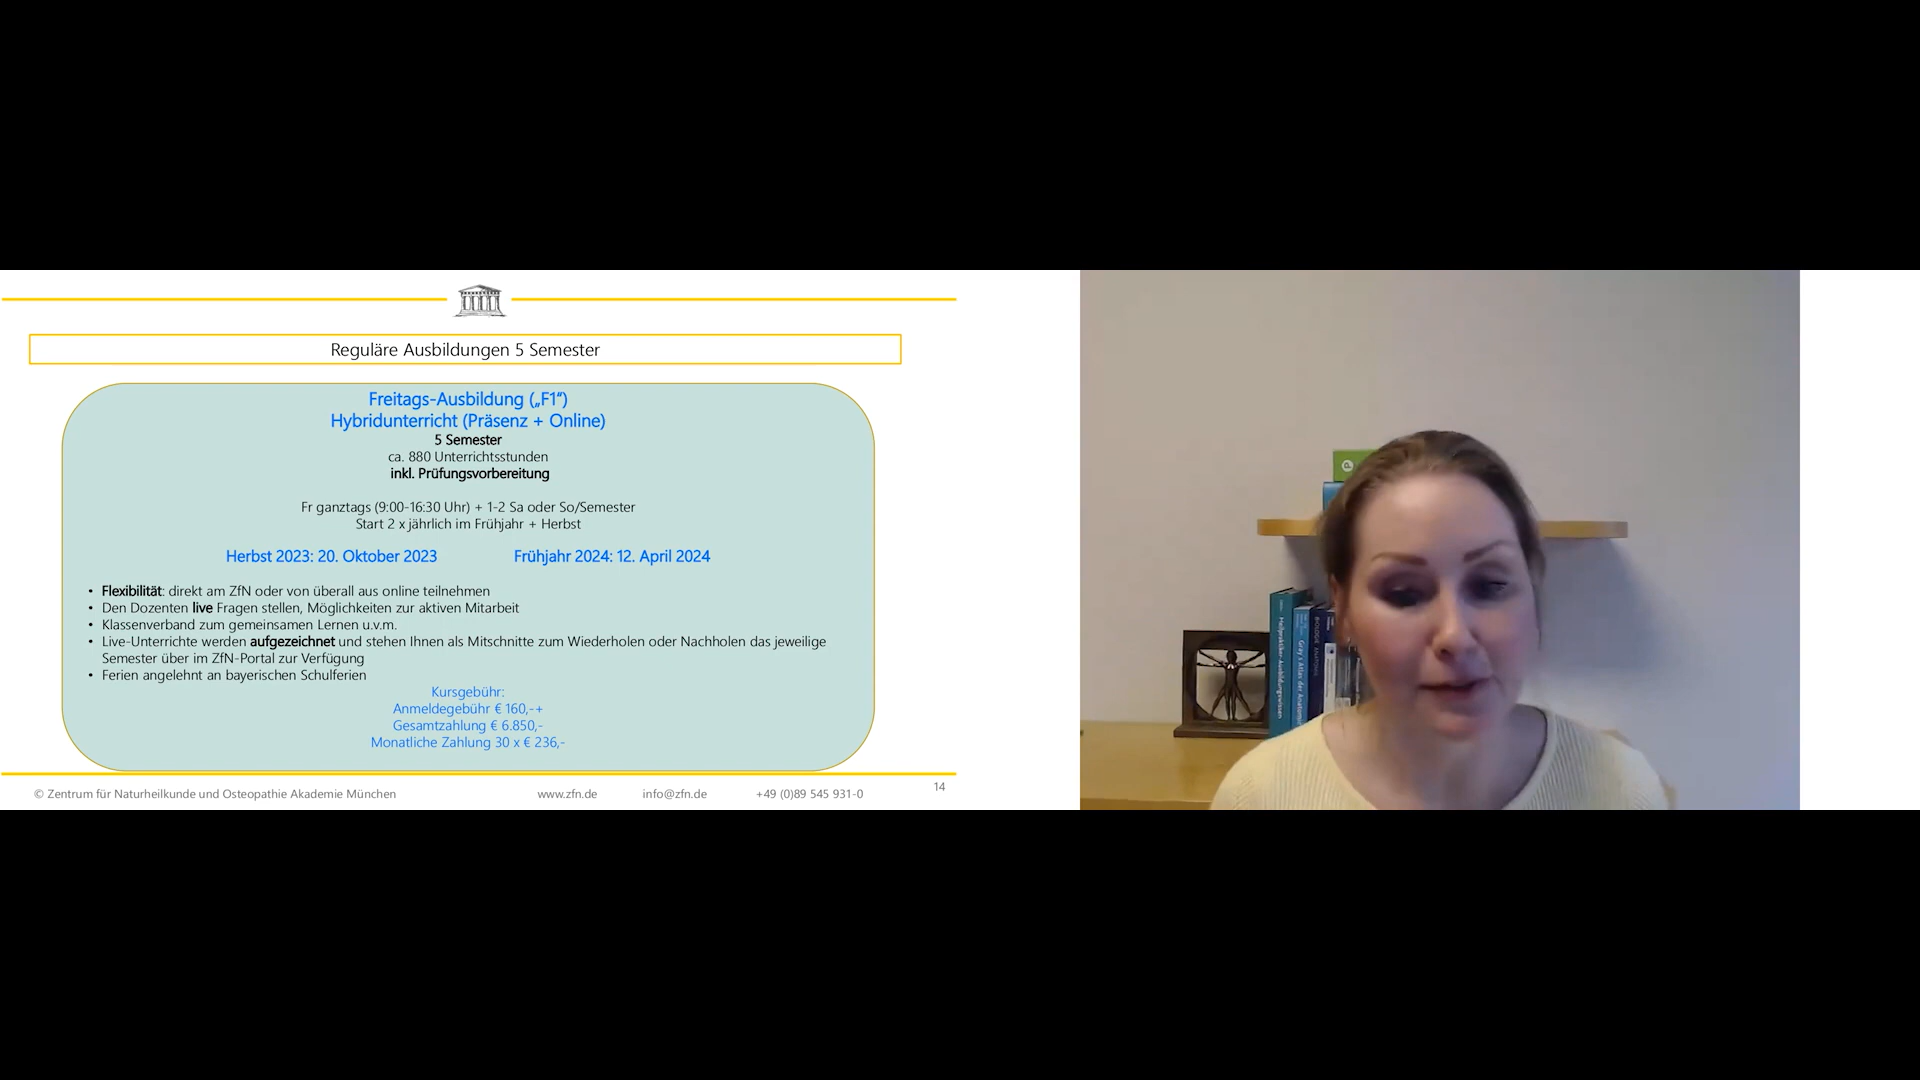 Reguläre Ausbildungen 5 Semester
Freitags-Ausbildung („F1“)
Hybridunterricht (Präsenz + Online)
5 Semester
ca. 880 Unterrichtsstunden
inkl. Prüfungsvorbereitung
Fr ganztags (9:00-16:30 Uhr) + 1-2 Sa oder So/Semester
Start 2 x jährlich im Frühjahr + Herbst
Herbst 2023: 20. Oktober 2023 Frühjahr 2024: 12. April 2024
• Flexibilität: direkt am ZfN oder von überall aus online teilnehmen
• Den Dozenten live Fragen stellen, Möglichkeiten zur aktiven Mitarbeit
• Klassenverband zum gemeinsamen Lernen u.v.m.
• Live-Unterrichte werden aufgezeichnet und stehen Ihnen als Mitschnitte zum Wiederholen oder Nachholen das jeweilige
Semester über im ZfN-Portal zur Verfügung
• Ferien angelehnt an bayerischen Schulferien
Kursgebühr:
Anmeldegebühr € 160,-+
Gesamtzahlung € 6.850,-
Monatliche Zahlung 30 x € 236,-
© Zentrum für Naturheilkunde und Osteopathie Akademie München www.zfn.de info@zfn.de +49 (0)89 545 931-0 14
Heilpraktiker-Ausbildungswissen
Gray's Atlas der Anatomie